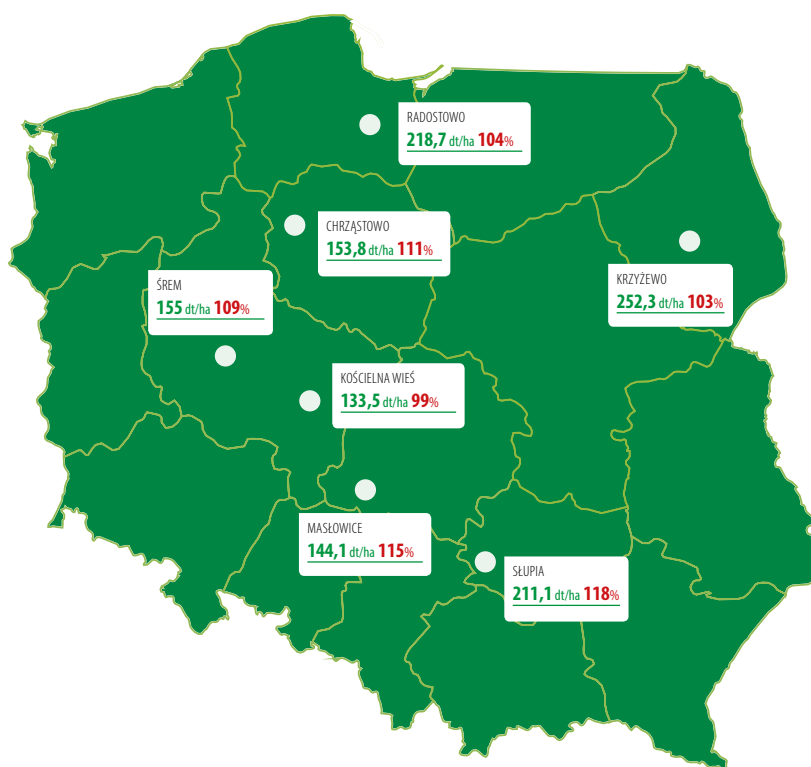 RADOSTOWO
218,7 dt/ha 104%
CHRZĄSTOWO
153,8 dt/ha 111%
KRZYŻEWO
252,3 dt/ha 103%
ŚREM
155 dt/ha 109%
KOŚCIELNA WIEŚ
133,5 dt/ha 99%
MASŁOWICE
144,1 dt/ha 115%
SŁUPIA
211,1 dt/ha 118%